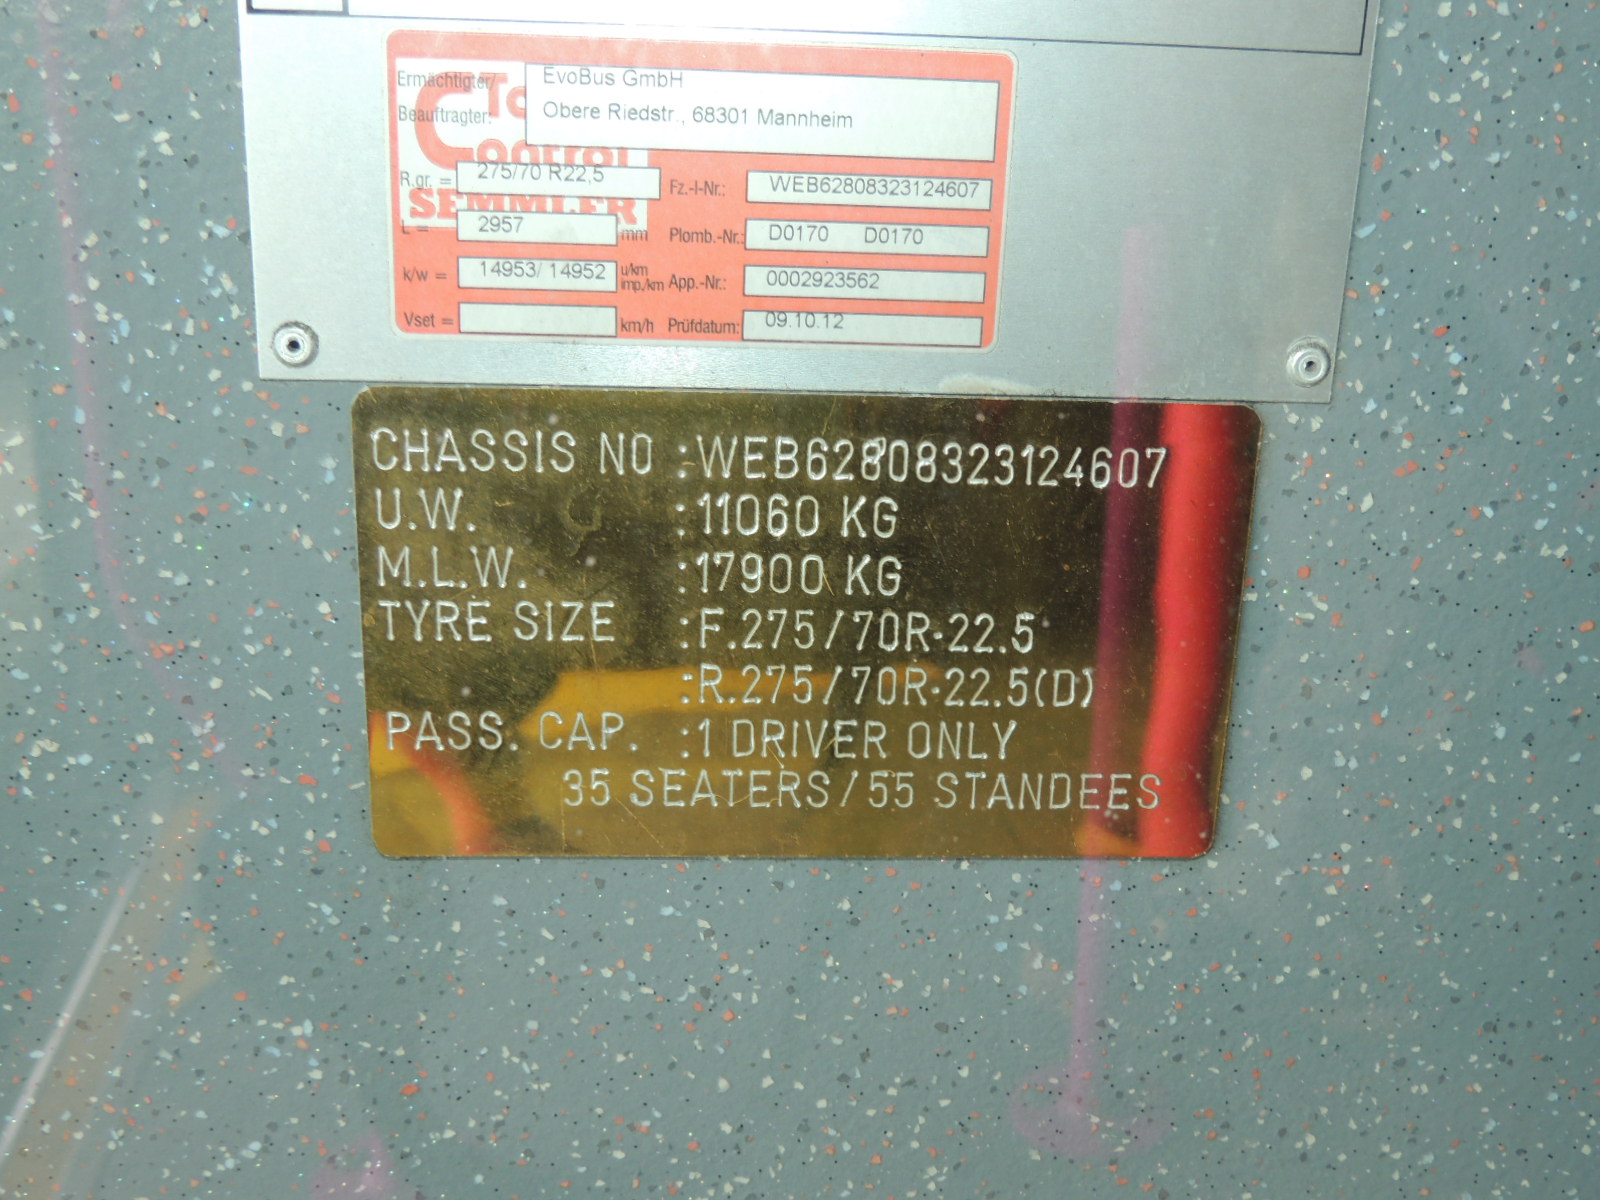 Ermächtigter/ EvoBus GmbH
Beauftragter: Obere Riedstr., 68301 Mannheim
Control
SEMMLER
R.gr. = 275/70 R22,5 Fz.-I-Nr.: WEB62808323124607
L = 2957 mm Plomb.-Nr.: D0170 D0170
k/w = 14953/ 14952 u/km imp./km App.-Nr.: 0002923562
Vset = km/h Prüfdatum: 09.10.12
CHASSIS NO :WEB62808323124607
U.W. :11060 KG
M.L.W. :17900 KG
TYRE SIZE :F.275/70R-22.5
:R.275/70R-22.5(D)
PASS. CAP. :1 DRIVER ONLY
35 SEATERS/55 STANDEES